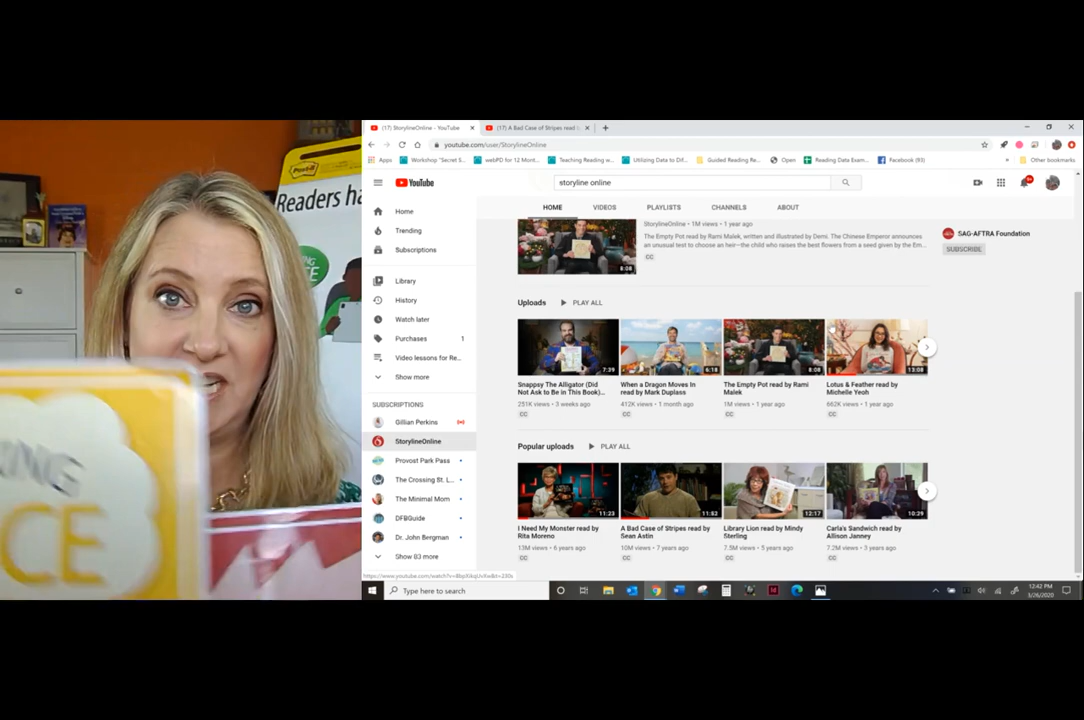 Post-it
Readers ha
KING
CE
(17) StorylineOnline - YouTube
(17) A Bad Case of Stripes read b
youtube.com/user/StorylineOnline
Apps
Workshop "Secret S...
webPD for 12 Mont...
Teaching Reading w...
Utilizing Data to Dif...
Guided Reading Re...
Open
Reading Data Exam...
Facebook (93)
»
Other bookmarks
YouTube
storyline online
9+
HOME
VIDEOS
PLAYLISTS
CHANNELS
ABOUT
Home
Trending
Subscriptions
Library
History
Watch later
Purchases 1
Video lessons for Re...
Show more
SUBSCRIPTIONS
Gillian Perkins
StorylineOnline
Provost Park Pass
The Crossing St. L...
The Minimal Mom
DFBGuide
Dr. John Bergman
Show 83 more
8:08
StorylineOnline • 1M views • 1 year ago
The Empty Pot read by Rami Malek, written and illustrated by Demi. The Chinese Emperor announces
an unusual test to choose an heir—the child who raises the best flowers from a seed given by the Em...
CC
SAG-AFTRA Foundation
SUBSCRIBE
Uploads PLAY ALL
7:39
6:18
8:08
13:08
Snappsy The Alligator (Did
Not Ask to Be in This Book)...
251K views • 3 weeks ago
CC
When a Dragon Moves In
read by Mark Duplass
412K views • 1 month ago
CC
The Empty Pot read by Rami
Malek
1M views • 1 year ago
CC
Lotus & Feather read by
Michelle Yeoh
662K views • 1 year ago
CC
Popular uploads PLAY ALL
11:23
11:52
12:17
10:29
I Need My Monster read by
Rita Moreno
13M views • 6 years ago
CC
A Bad Case of Stripes read by
Sean Astin
10M views • 7 years ago
CC
Library Lion read by Mindy
Sterling
7.5M views • 5 years ago
CC
Carla's Sandwich read by
Allison Janney
7.2M views • 3 years ago
CC
Type here to search
12:42 PM
5/26/2020